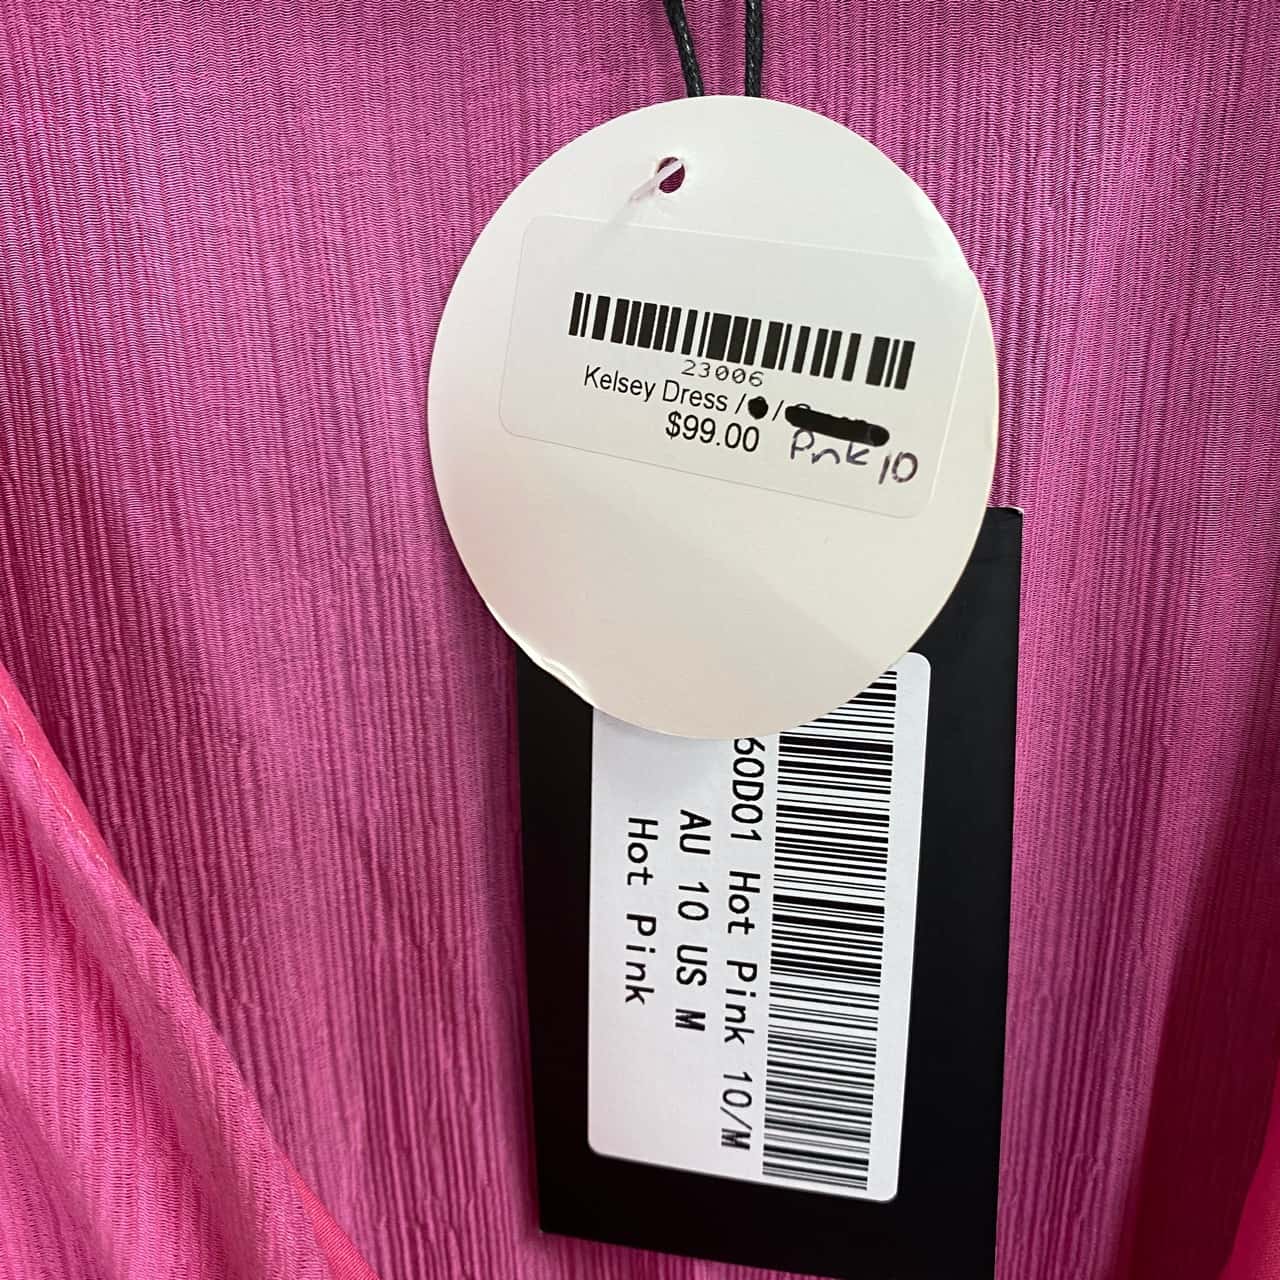 23006
Kelsey Dress / /
$99.00 Pnk 10
60D01 Hot Pink 10/M
AU 10 US M
Hot Pink